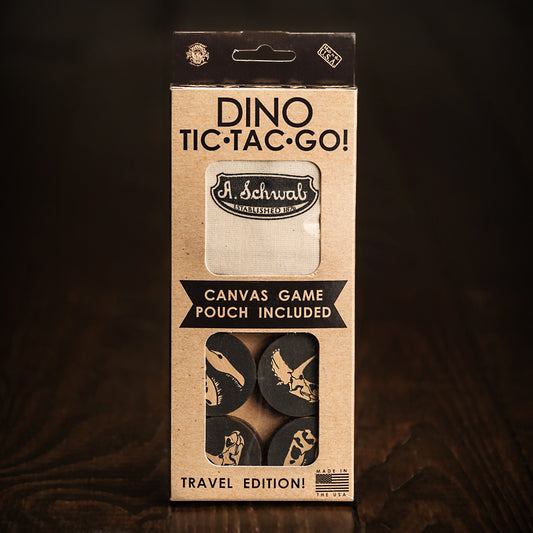 U.S.A.
DINO
TIC•TAC•GO!
A. Schwab
ESTABLISHED 1876
CANVAS GAME
POUCH INCLUDED
TRAVEL EDITION!
MADE IN
THE USA